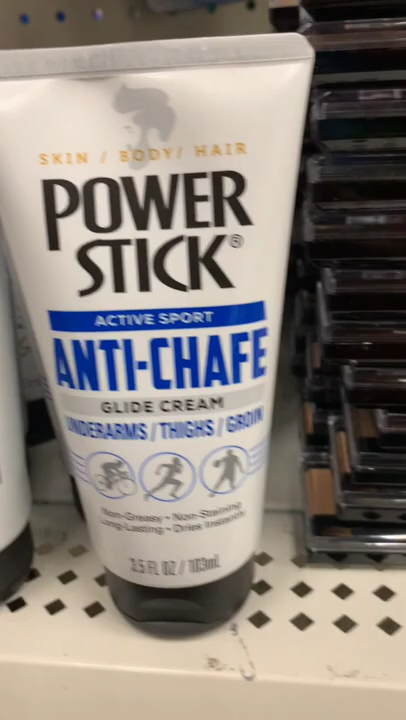 SKIN / BODY / HAIR
POWER
STICK®
ACTIVE SPORT
ANTI-CHAFE
GLIDE CREAM
UNDERARMS / THIGHS / GROIN
Non-Greasy • Non-Staining
Long-Lasting • Dries Instantly
3.5 FL OZ / 103mL